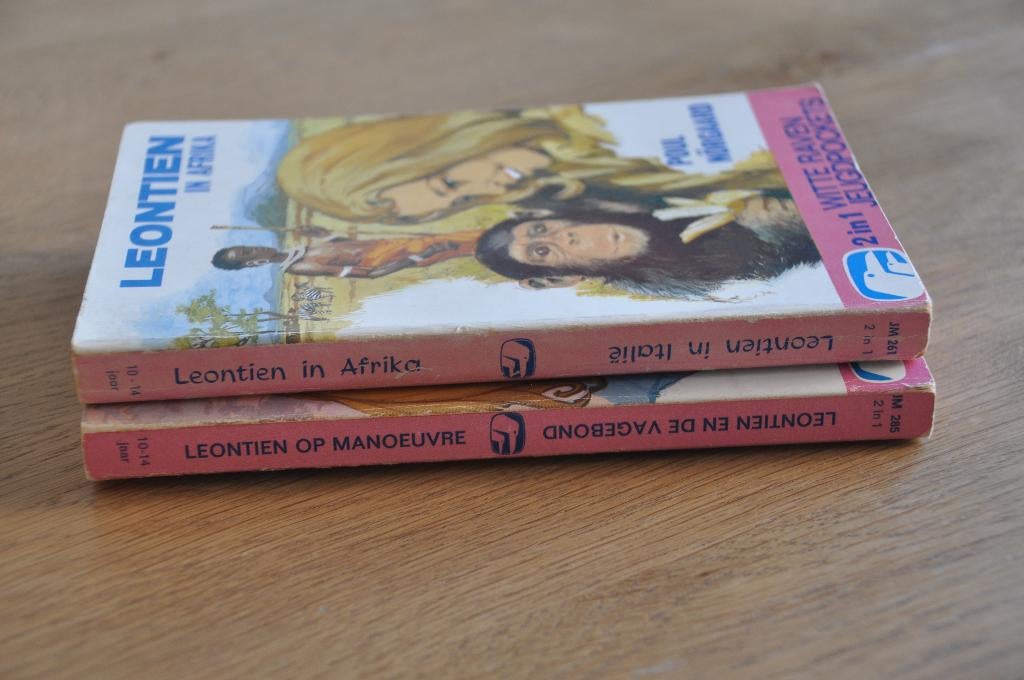 LEONTIEN
IN AFRIKA
POUL
NÖRGAARD
2 in 1 WITTE RAVEN
JEUGDPOCKETS
10 - 14
jaar
Leontien in Afrika
Leontien in Italië
JM 261
2 in 1
10-14
jaar
LEONTIEN OP MANOEUVRE
LEONTIEN EN DE VAGEBOND
JM 285
2 in 1